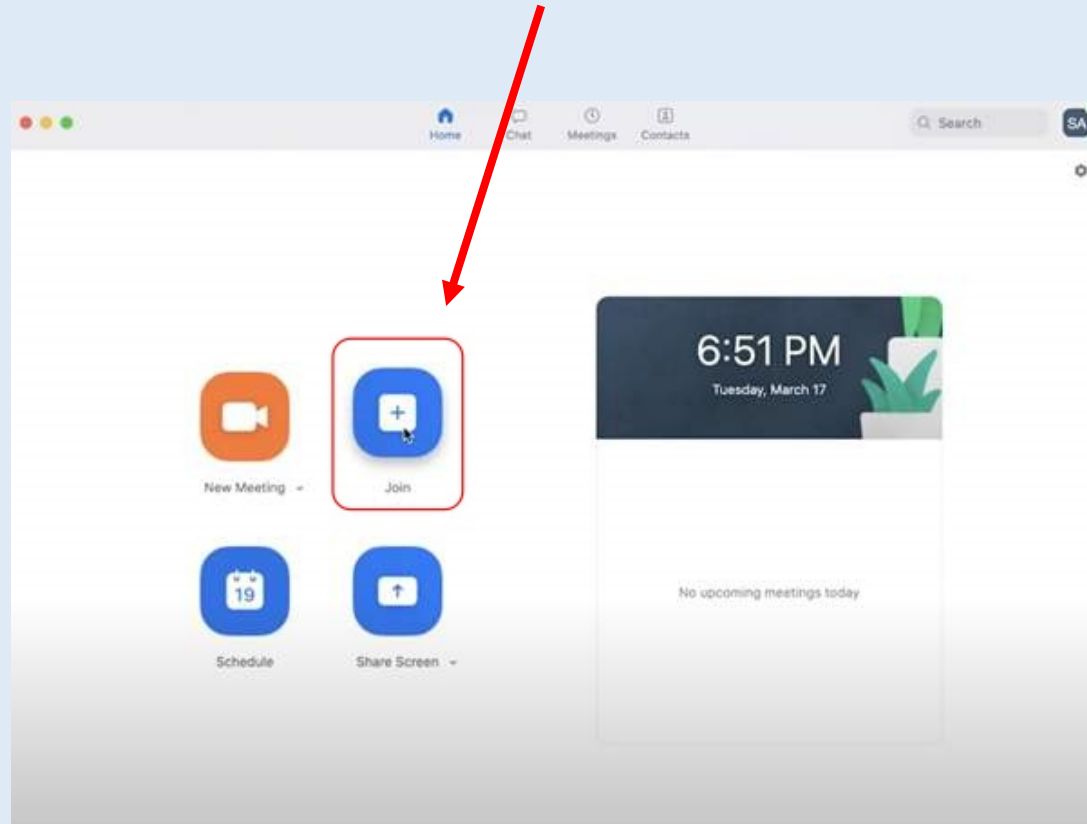 Home Chat Meetings Contacts Search SA
6:51 PM
Tuesday, March 17
New Meeting Join
19
Schedule Share Screen
No upcoming meetings today